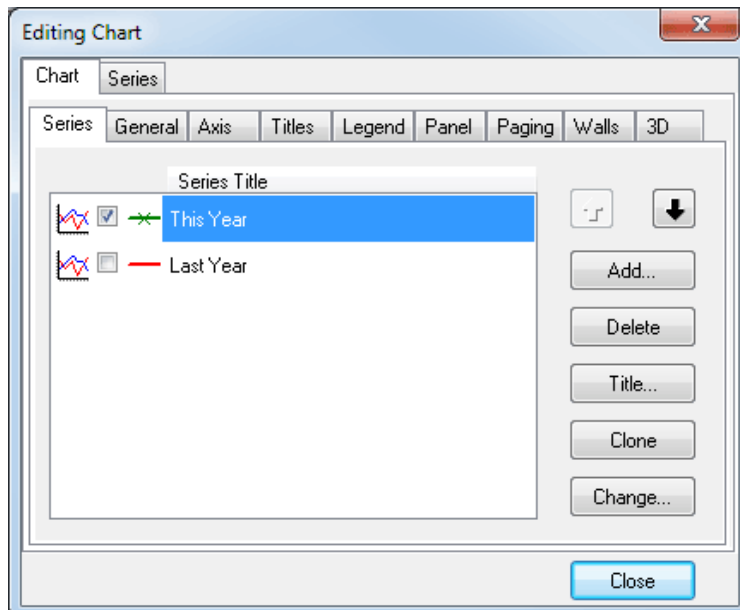 Editing Chart
Chart Series
Series General Axis Titles Legend Panel Paging Walls 3D
Series Title
This Year
Last Year
Add...
Delete
Title...
Clone
Change...
Close